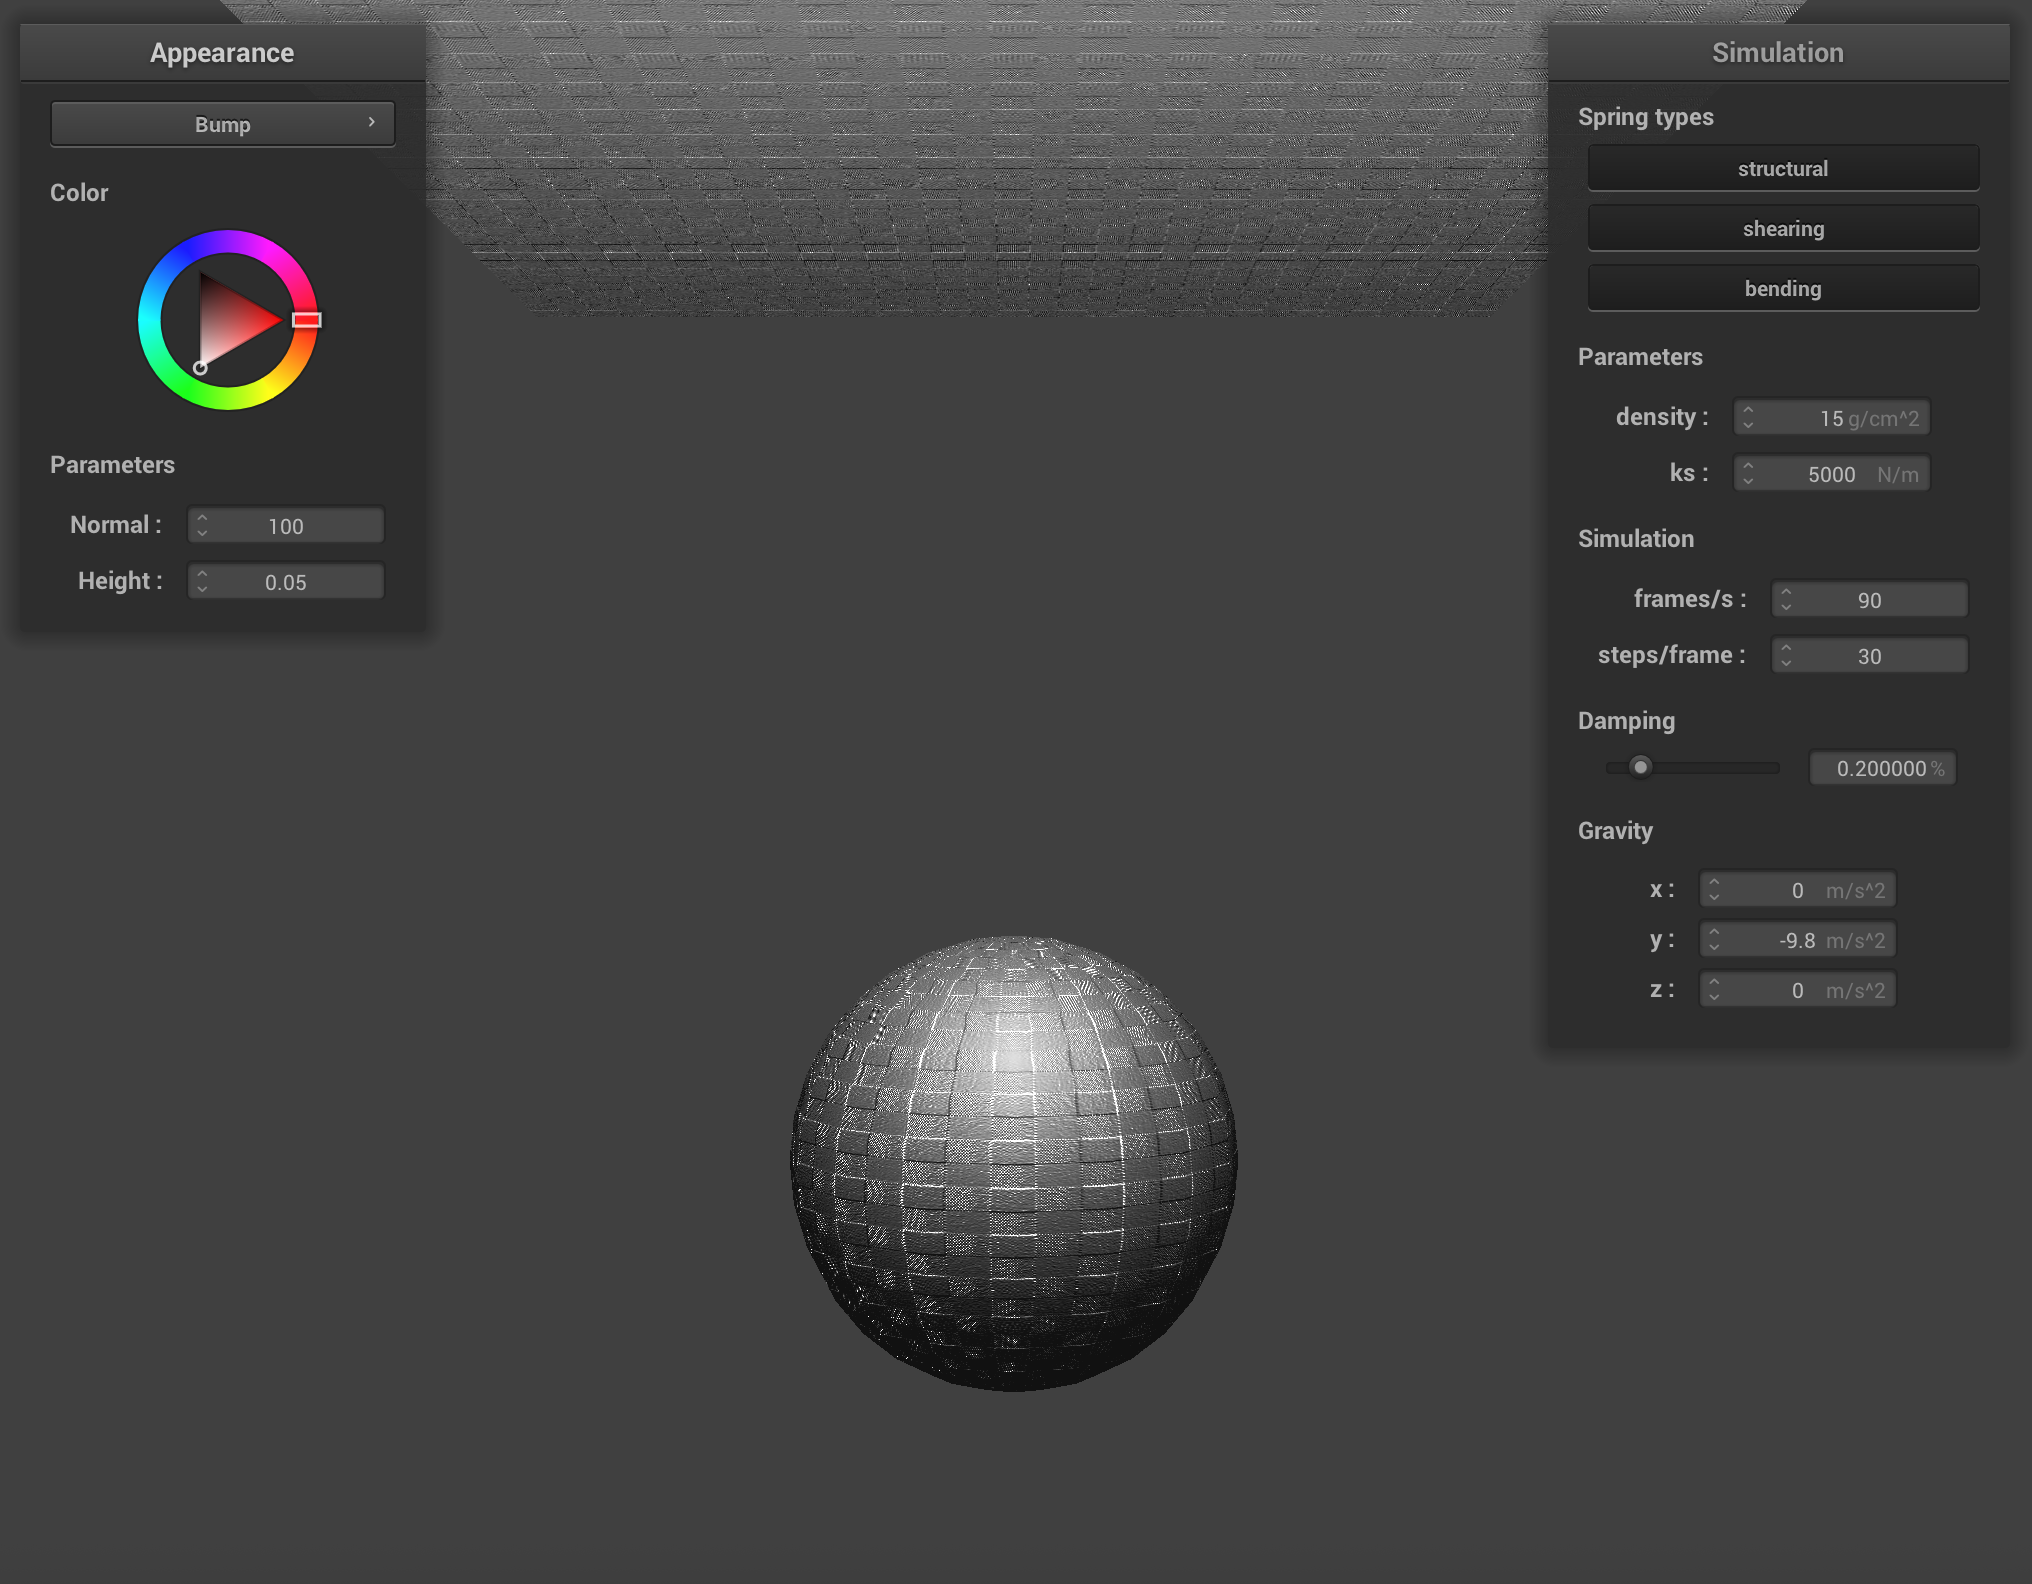 Appearance
Bump
Color
Parameters
Normal : 100
Height : 0.05
Simulation
Spring types
structural
shearing
bending
Parameters
density : 15 g/cm^2
ks : 5000 N/m
Simulation
frames/s : 90
steps/frame : 30
Damping
0.200000 %
Gravity
x : 0 m/s^2
y : -9.8 m/s^2
z : 0 m/s^2